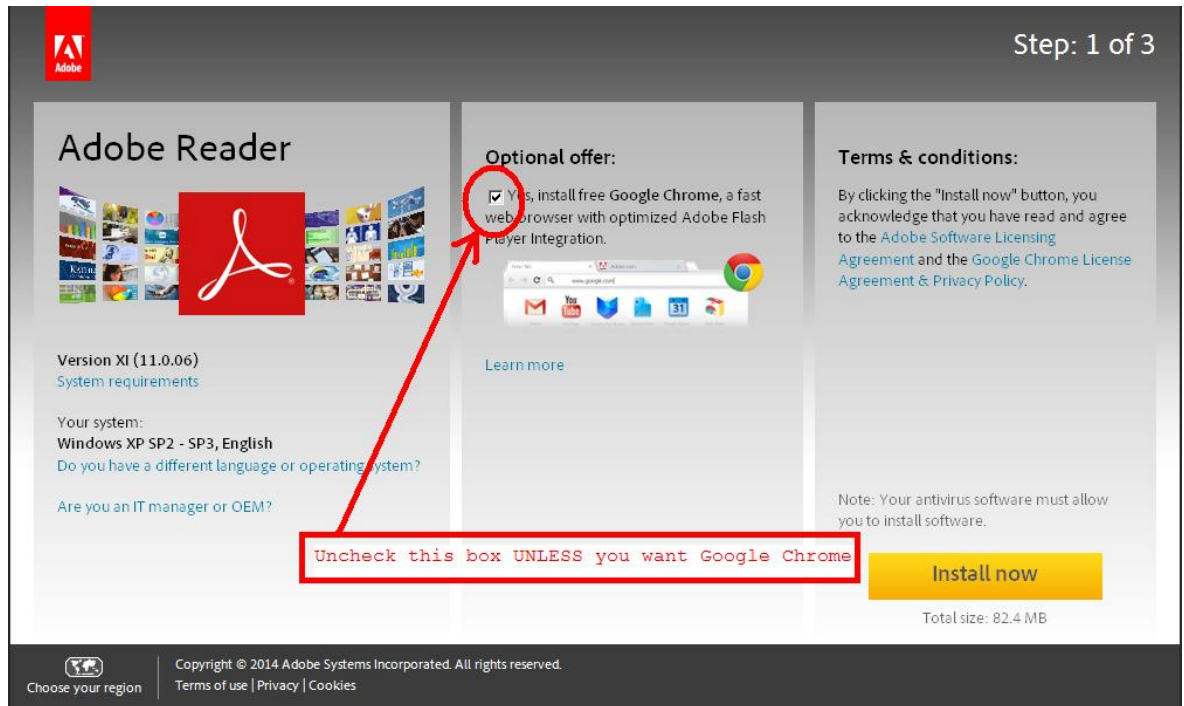 Adobe
Step: 1 of 3
Adobe Reader
Version XI (11.0.06)
System requirements
Your system:
Windows XP SP2 - SP3, English
Do you have a different language or operating system?
Are you an IT manager or OEM?
Optional offer:
Yes, install free Google Chrome, a fast
web browser with optimized Adobe Flash
Player Integration.
www.google.com
You
Tube
31
Learn more
Terms & conditions:
By clicking the "Install now" button, you
acknowledge that you have read and agree
to the Adobe Software Licensing
Agreement and the Google Chrome License
Agreement & Privacy Policy.
Note: Your antivirus software must allow
you to install software.
Uncheck this box UNLESS you want Google Chrome
Install now
Total size: 82.4 MB
Choose your region
Copyright © 2014 Adobe Systems Incorporated. All rights reserved.
Terms of use | Privacy | Cookies